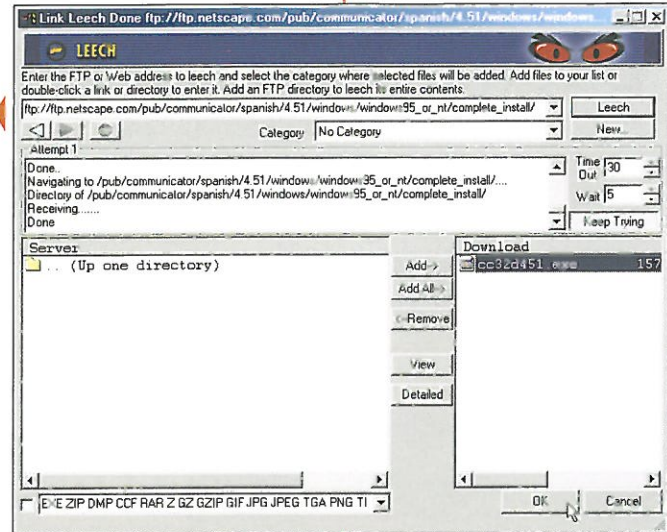 Link Leech Done ftp://ftp.netscape.com/pub/communicator/spanish/4.51/windows/windows...
LEECH
Enter the FTP or Web address to leech and select the category where selected files will be added. Add files to your list or
double-click a link or directory to enter it. Add an FTP directory to leech its entire contents.
ftp://ftp.netscape.com/pub/communicator/spanish/4.51/windows/windows95_or_nt/complete_install/ Leech
Category No Category New...
Attempt 1
Done..
Navigating to /pub/communicator/spanish/4.51/windows/windows95_or_nt/complete_install/....
Directory of /pub/communicator/spanish/4.51/windows/windows95_or_nt/complete_install/
Receiving.......
Done
Time Out 30
Wait 5
Keep Trying
Server
.. (Up one directory)
Add->
Add All->
<-Remove
View
Detailed
Download
cc32d451.exe 157
EXE ZIP DMP CCF RAR Z GZ GZIP GIF JPG JPEG TGA PNG TI
OK Cancel